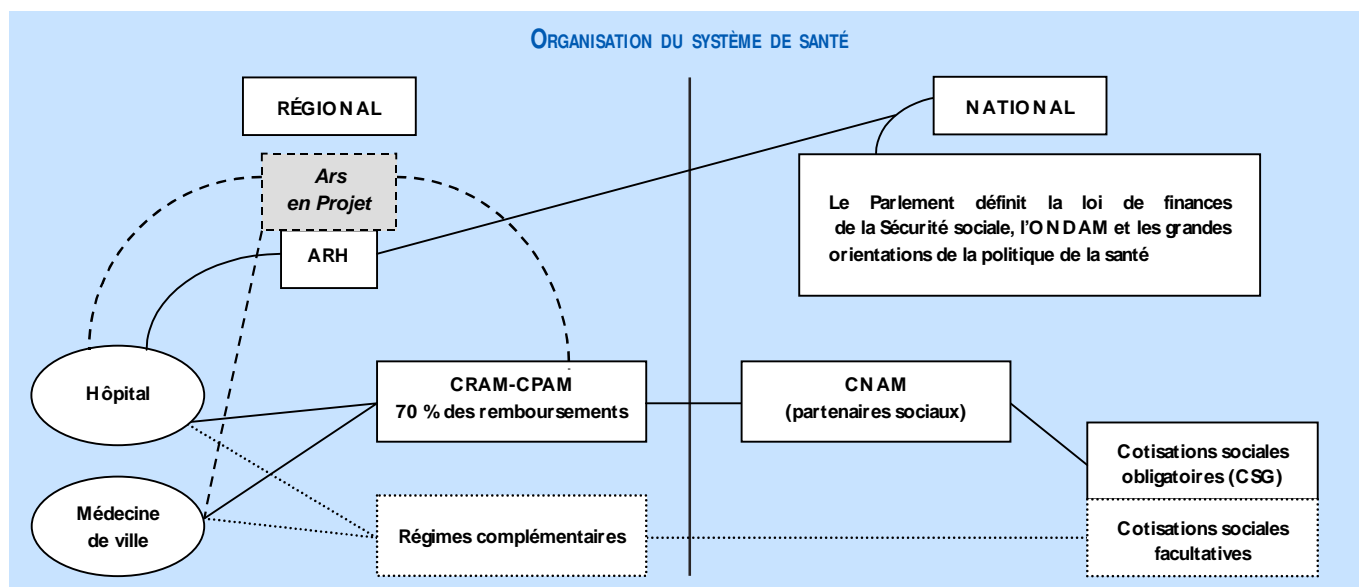 ORGANISATION DU SYSTÈME DE SANTÉ
RÉGIONAL
NATIONAL
Ars
en Projet
ARH
Le Parlement définit la loi de finances
de la Sécurité sociale, l'ONDAM et les grandes
orientations de la politique de la santé
Hôpital
CRAM-CPAM
70 % des remboursements
CNAM
(partenaires sociaux)
Cotisations sociales
obligatoires (CSG)
Médecine
de ville
Régimes complémentaires
Cotisations sociales
facultatives